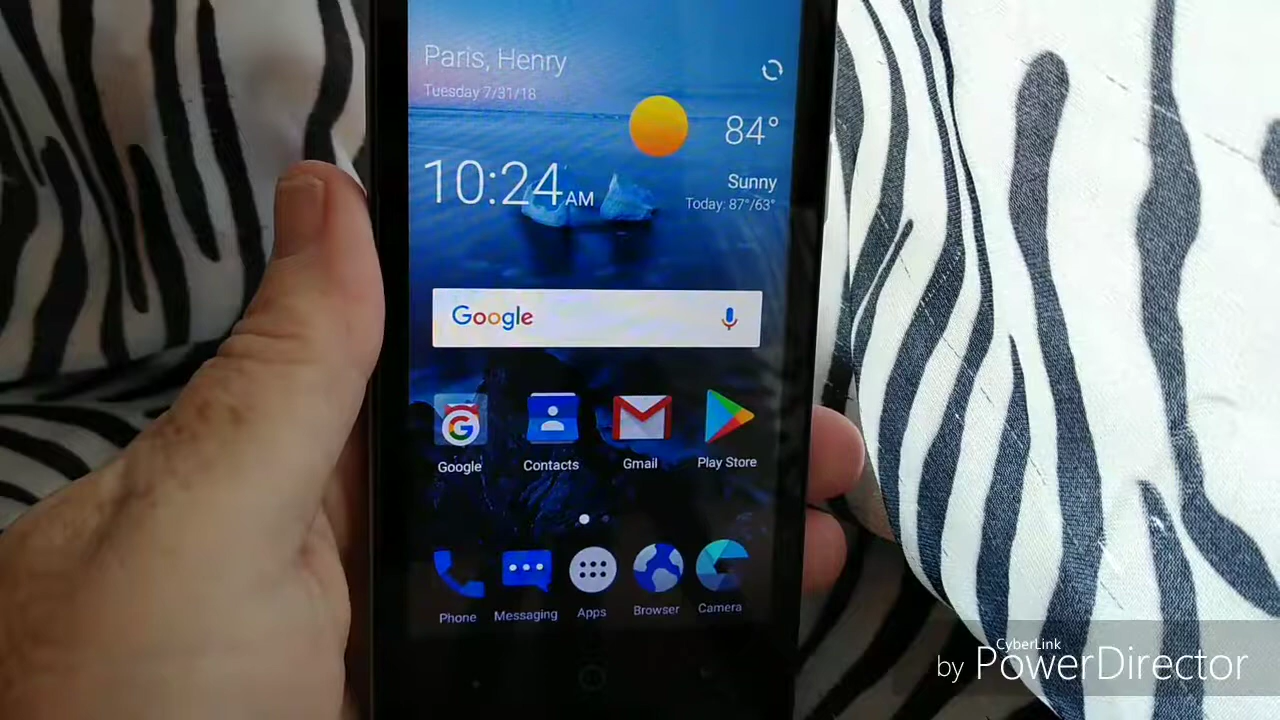 Paris, Henry
Tuesday 7/31/18
84°
10:24 AM
Sunny
Today: 87°/63°
Google
Google
Contacts
Gmail
Play Store
Phone
Messaging
Apps
Browser
Camera
CyberLink
by PowerDirector